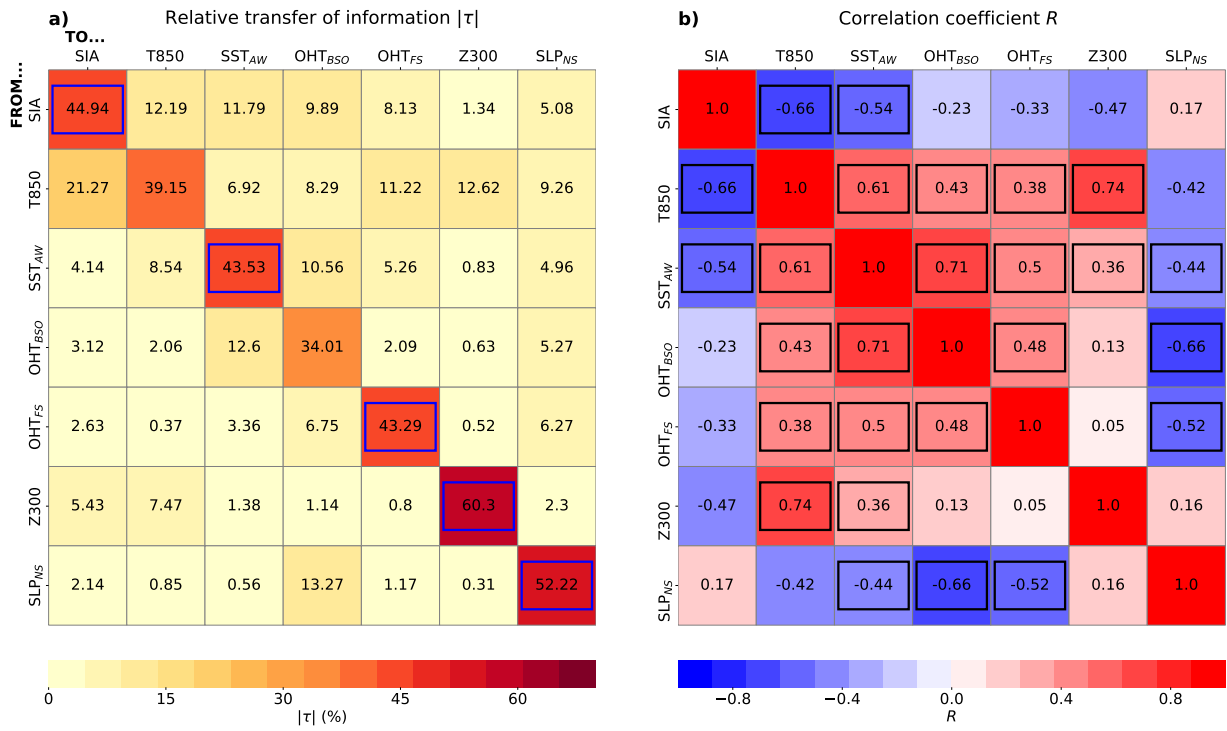 a) Relative transfer of information |τ|
TO...
SIA T850 SST_AW OHT_BSO OHT_FS Z300 SLP_NS
FROM...
SIA 44.94 12.19 11.79 9.89 8.13 1.34 5.08
T850 21.27 39.15 6.92 8.29 11.22 12.62 9.26
SST_AW 4.14 8.54 43.53 10.56 5.26 0.83 4.96
OHT_BSO 3.12 2.06 12.6 34.01 2.09 0.63 5.27
OHT_FS 2.63 0.37 3.36 6.75 43.29 0.52 6.27
Z300 5.43 7.47 1.38 1.14 0.8 60.3 2.3
SLP_NS 2.14 0.85 0.56 13.27 1.17 0.31 52.22
0 15 30 45 60
|τ| (%)
b) Correlation coefficient R
SIA T850 SST_AW OHT_BSO OHT_FS Z300 SLP_NS
SIA 1.0 -0.66 -0.54 -0.23 -0.33 -0.47 0.17
T850 -0.66 1.0 0.61 0.43 0.38 0.74 -0.42
SST_AW -0.54 0.61 1.0 0.71 0.5 0.36 -0.44
OHT_BSO -0.23 0.43 0.71 1.0 0.48 0.13 -0.66
OHT_FS -0.33 0.38 0.5 0.48 1.0 0.05 -0.52
Z300 -0.47 0.74 0.36 0.13 0.05 1.0 0.16
SLP_NS 0.17 -0.42 -0.44 -0.66 -0.52 0.16 1.0
−0.8 −0.4 0.0 0.4 0.8
R